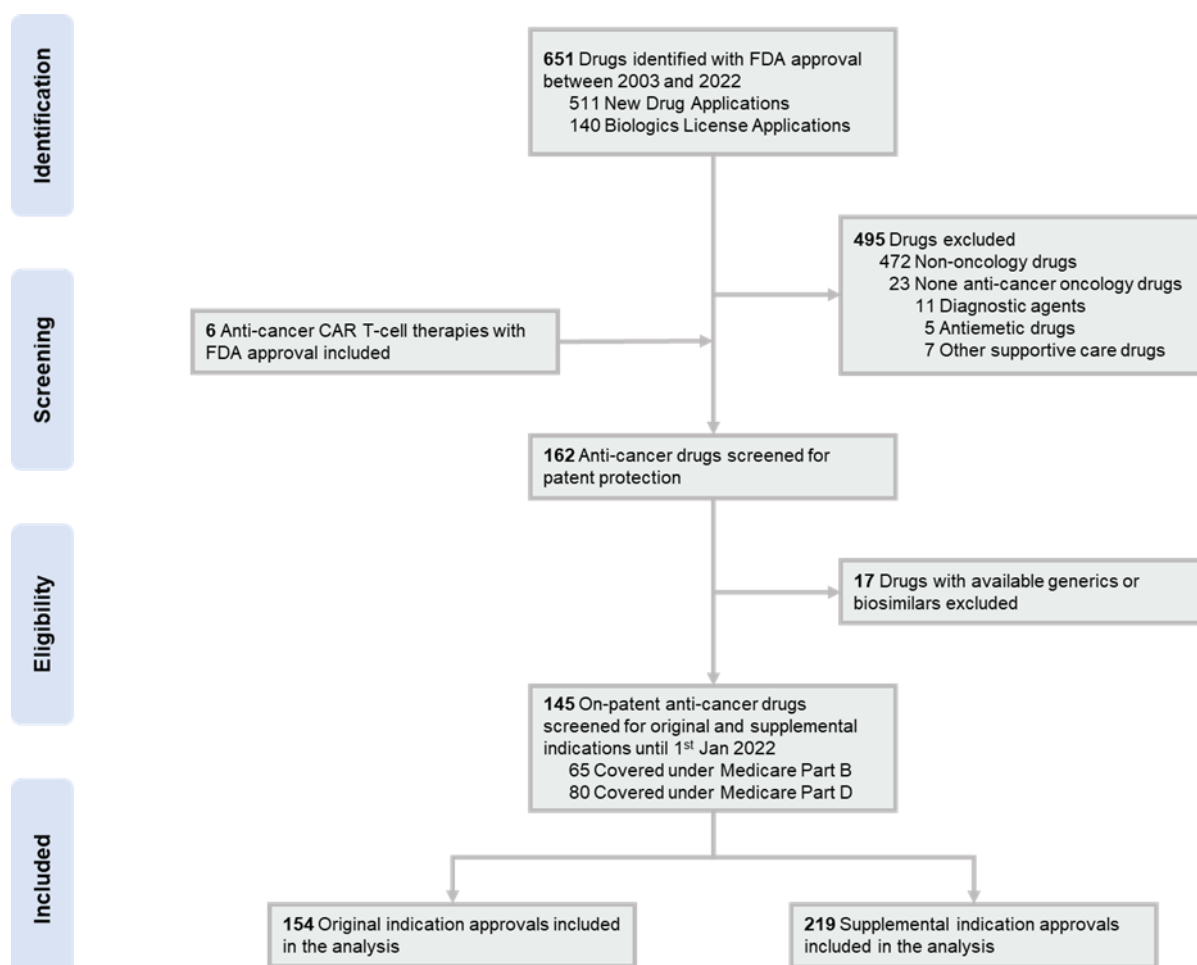 Identification
651 Drugs identified with FDA approval
between 2003 and 2022
511 New Drug Applications
140 Biologics License Applications
495 Drugs excluded
472 Non-oncology drugs
23 None anti-cancer oncology drugs
11 Diagnostic agents
5 Antiemetic drugs
7 Other supportive care drugs
Screening
6 Anti-cancer CAR T-cell therapies with
FDA approval included
162 Anti-cancer drugs screened for
patent protection
Eligibility
17 Drugs with available generics or
biosimilars excluded
145 On-patent anti-cancer drugs
screened for original and supplemental
indications until 1st Jan 2022
65 Covered under Medicare Part B
80 Covered under Medicare Part D
Included
154 Original indication approvals included
in the analysis
219 Supplemental indication approvals
included in the analysis